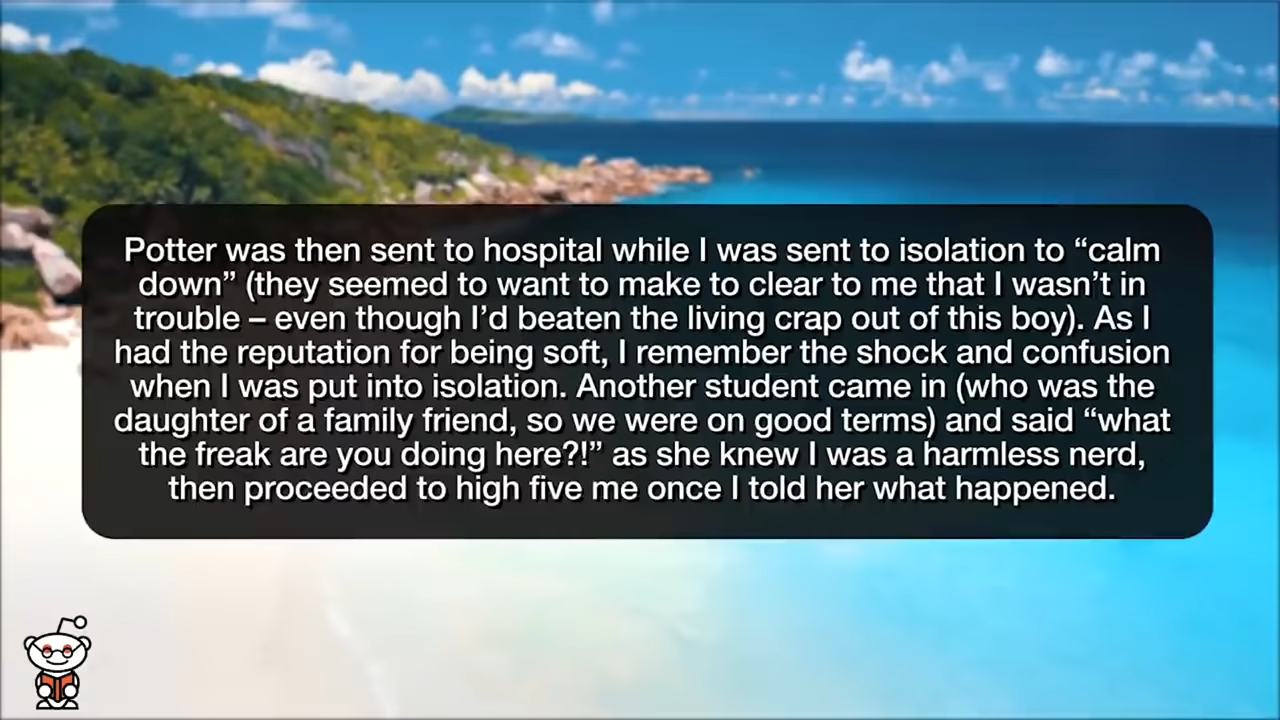 Potter was then sent to hospital while I was sent to isolation to “calm
down” (they seemed to want to make to clear to me that I wasn’t in
trouble – even though I’d beaten the living crap out of this boy). As I
had the reputation for being soft, I remember the shock and confusion
when I was put into isolation. Another student came in (who was the
daughter of a family friend, so we were on good terms) and said “what
the freak are you doing here?!” as she knew I was a harmless nerd,
then proceeded to high five me once I told her what happened.